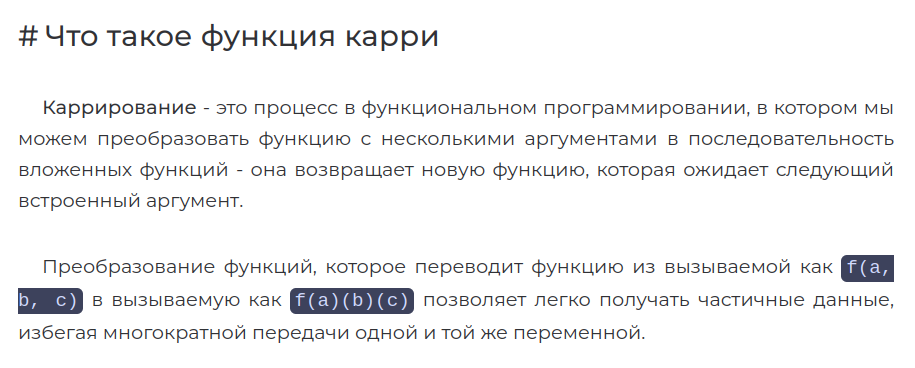 # Что такое функция карри
Каррирование - это процесс в функциональном программировании, в котором мы
можем преобразовать функцию с несколькими аргументами в последовательность
вложенных функций - она возвращает новую функцию, которая ожидает следующий
встроенный аргумент.
Преобразование функций, которое переводит функцию из вызываемой как f(a,
b, c) в вызываемую как f(a)(b)(c) позволяет легко получать частичные данные,
избегая многократной передачи одной и той же переменной.